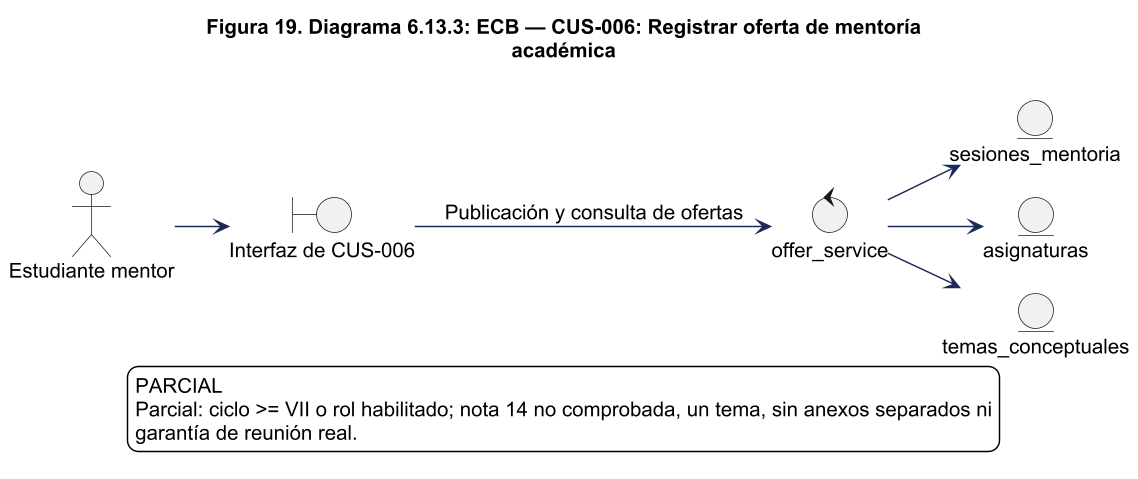 Figura 19. Diagrama 6.13.3: ECB — CUS-006: Registrar oferta de mentoría
académica
sesiones_mentoria
Publicación y consulta de ofertas
Estudiante mentor
Interfaz de CUS-006
offer_service
asignaturas
temas_conceptuales
PARCIAL
Parcial: ciclo >= VII o rol habilitado; nota 14 no comprobada, un tema, sin anexos separados ni
garantía de reunión real.